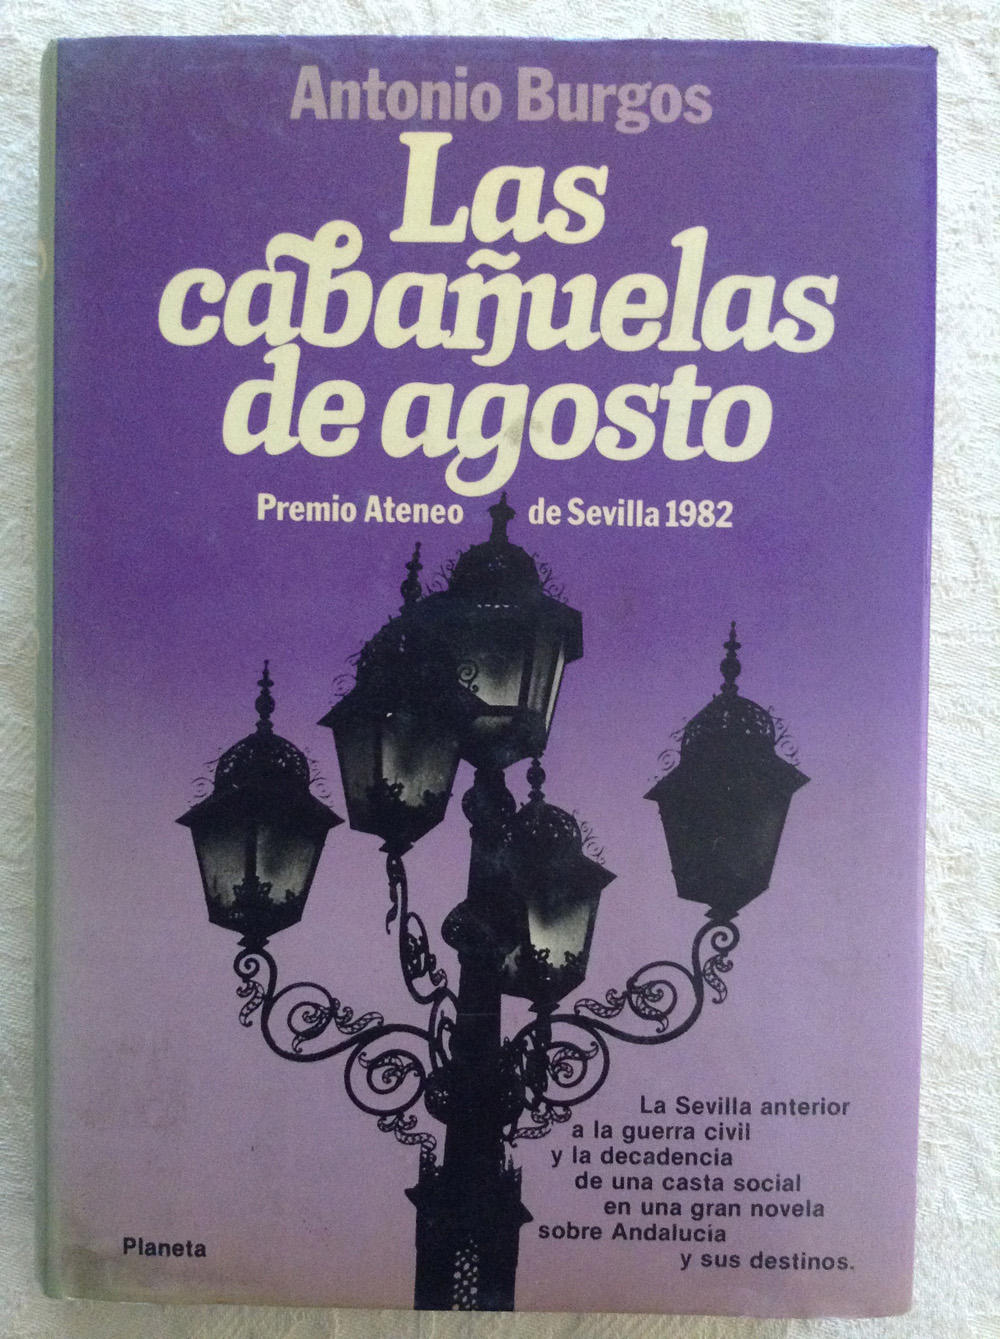 Antonio Burgos
Las
cabañuelas
de agosto
Premio Ateneo de Sevilla 1982
La Sevilla anterior
a la guerra civil
y la decadencia
de una casta social
en una gran novela
sobre Andalucía
y sus destinos.
Planeta